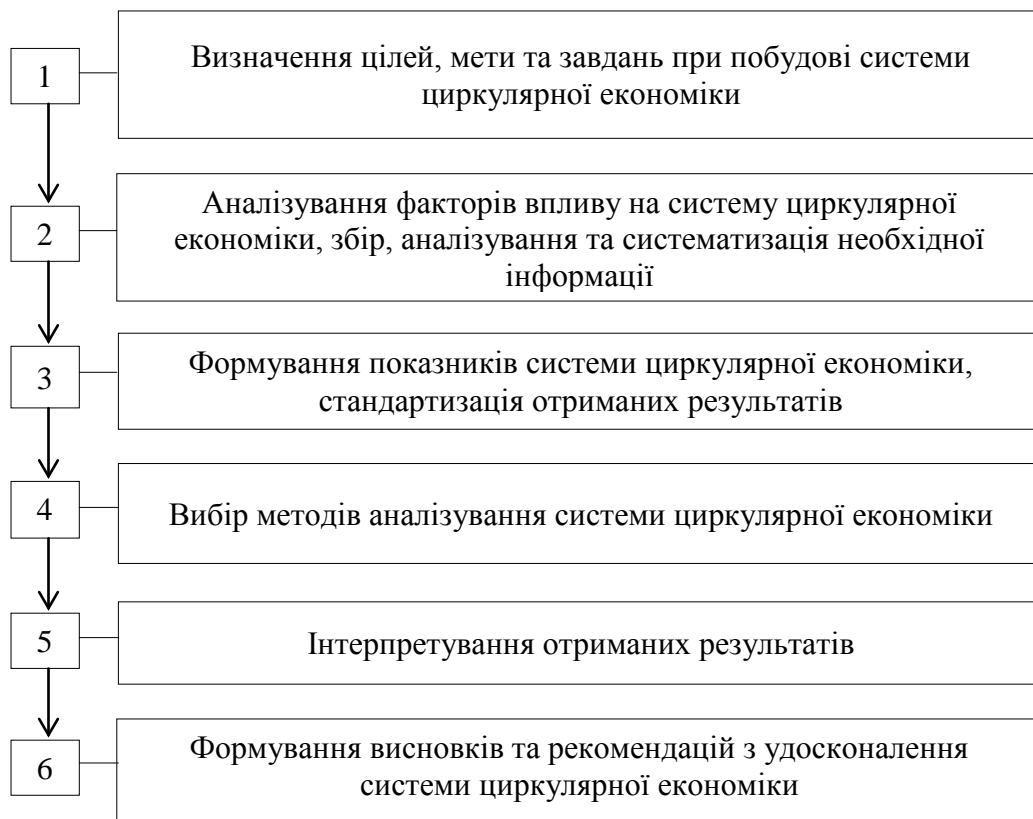 1
Визначення цілей, мети та завдань при побудові системи
циркулярної економіки
2
Аналізування факторів впливу на систему циркулярної
економіки, збір, аналізування та систематизація необхідної
інформації
3
Формування показників системи циркулярної економіки,
стандартизація отриманих результатів
4
Вибір методів аналізування системи циркулярної економіки
5
Інтерпретування отриманих результатів
6
Формування висновків та рекомендацій з удосконалення
системи циркулярної економіки